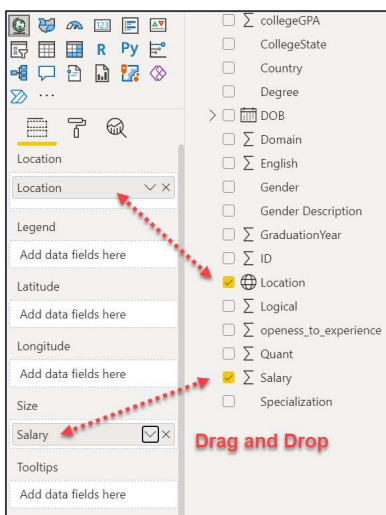 123
R
Py
...
Location
Location
Legend
Add data fields here
Latitude
Add data fields here
Longitude
Add data fields here
Size
Salary
Tooltips
Add data fields here
∑ collegeGPA
CollegeState
Country
Degree
DOB
∑ Domain
∑ English
Gender
Gender Description
∑ GraduationYear
∑ ID
Location
∑ Logical
∑ openess_to_experience
∑ Quant
∑ Salary
Specialization
Drag and Drop